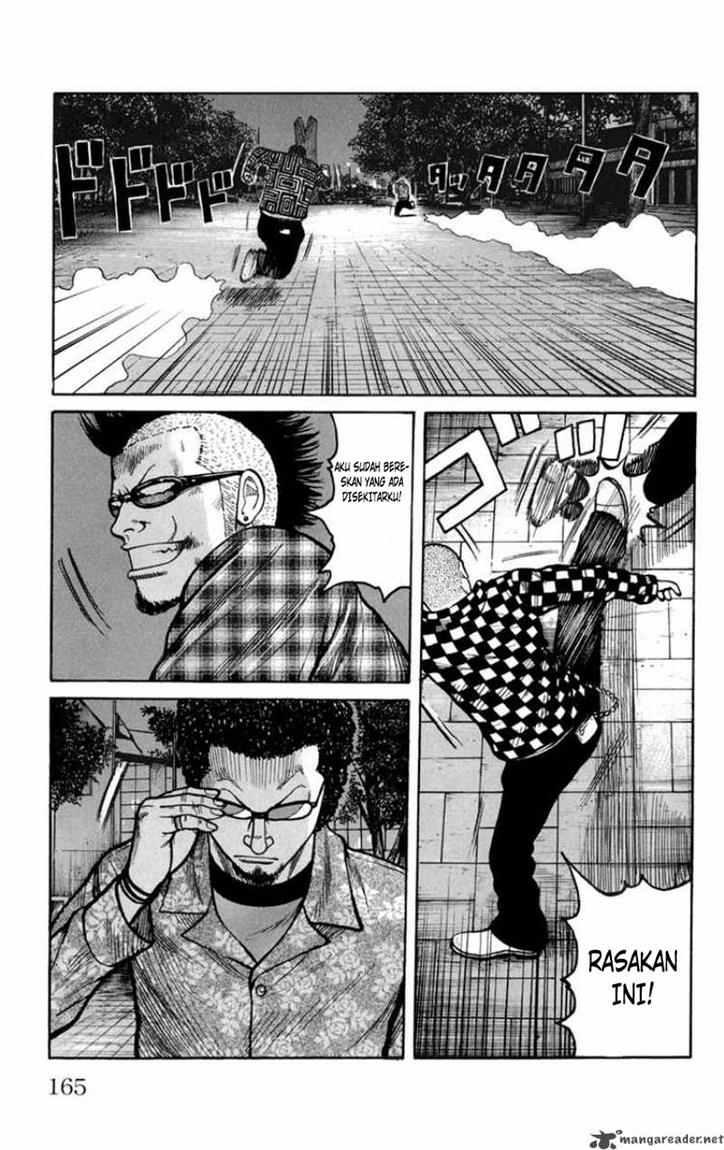 ドドドド
タッタタタタ
ゴッ
RASAKAN
INI!
AKU SUDAH BERE-
SKAN YANG ADA
DISEKITARKU!
165
mangareader.net